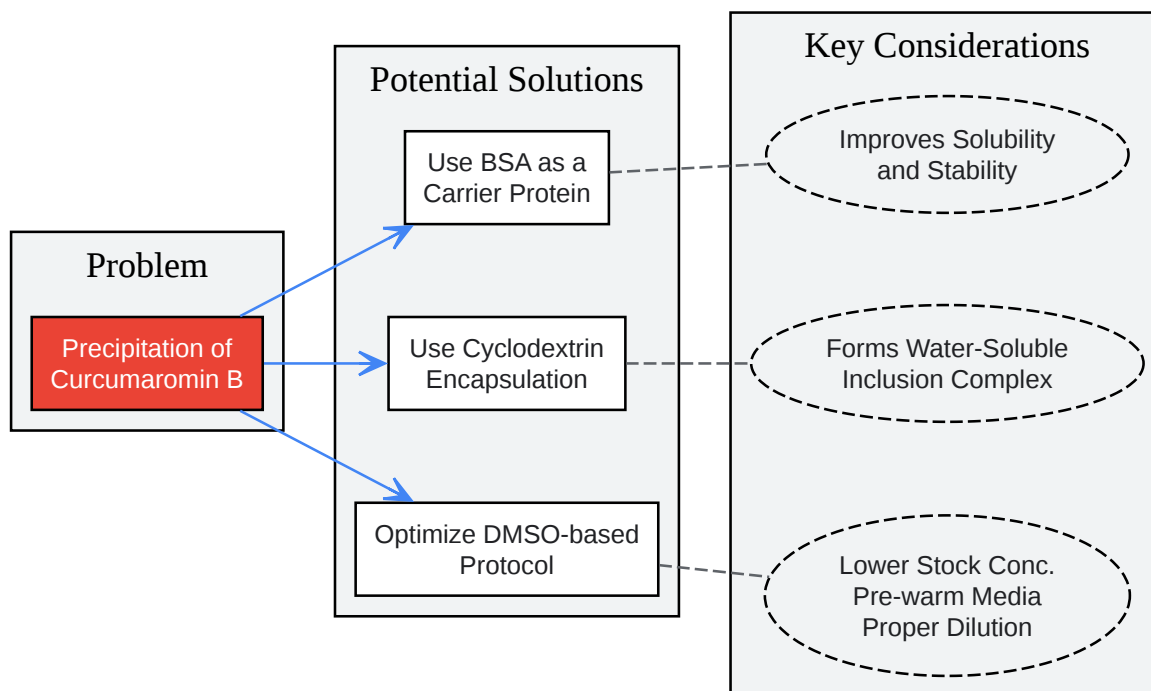 Problem
Precipitation of
Curcumaromin B
Potential Solutions
Use BSA as a
Carrier Protein
Use Cyclodextrin
Encapsulation
Optimize DMSO-based
Protocol
Key Considerations
Improves Solubility
and Stability
Forms Water-Soluble
Inclusion Complex
Lower Stock Conc.
Pre-warm Media
Proper Dilution